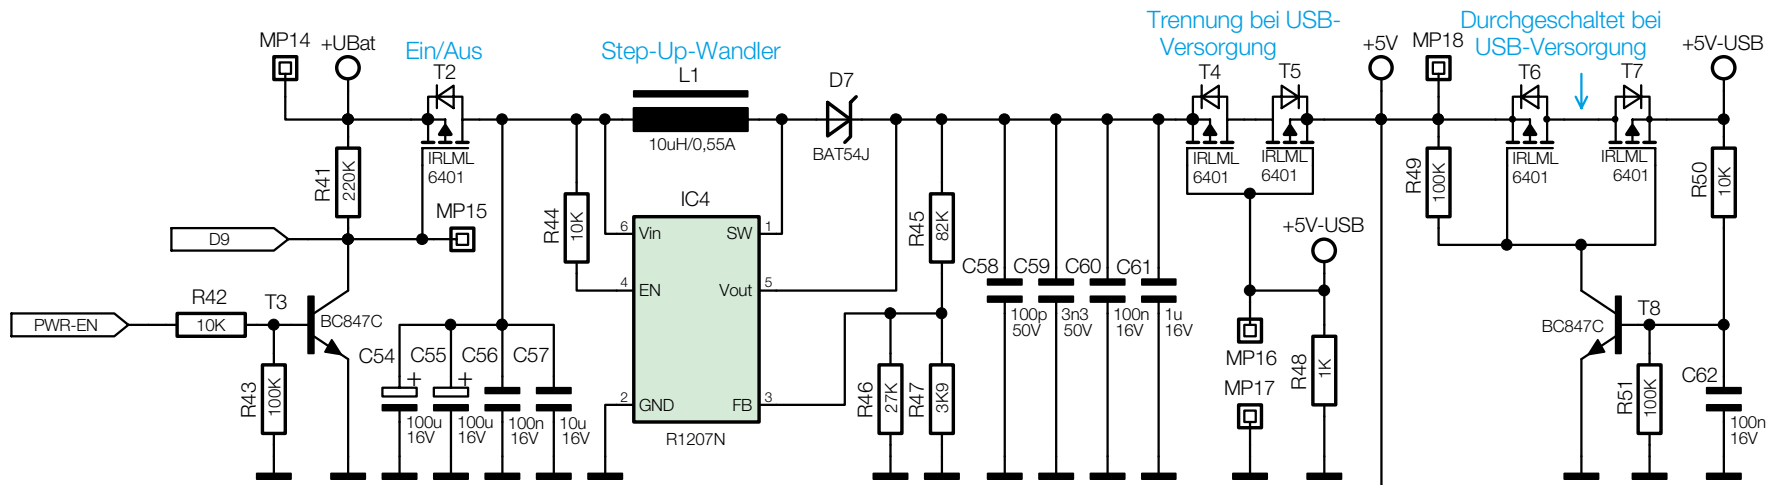 MP14
+UBat
Ein/Aus
T2
IRLML
6401
R41
220K
MP15
D9
PWR-EN
R42
10K
T3
BC847C
R43
100K
Step-Up-Wandler
L1
10uH/0,55A
D7
BAT54J
R44
10K
IC4
6
Vin
SW
1
4
EN
Vout
5
2
GND
FB
3
R1207N
C54
+
100u
16V
C55
+
100u
16V
C56
100n
16V
C57
10u
16V
R45
82K
R46
27K
R47
3K9
C58
100p
50V
C59
3n3
50V
C60
100n
16V
C61
1u
16V
Trennung bei USB-
Versorgung
T4
IRLML
6401
T5
IRLML
6401
+5V-USB
MP16
MP17
R48
1K
+5V
MP18
Durchgeschaltet bei
USB-Versorgung
T6
IRLML
6401
T7
IRLML
6401
+5V-USB
R49
100K
R50
10K
T8
BC847C
R51
100K
C62
100n
16V